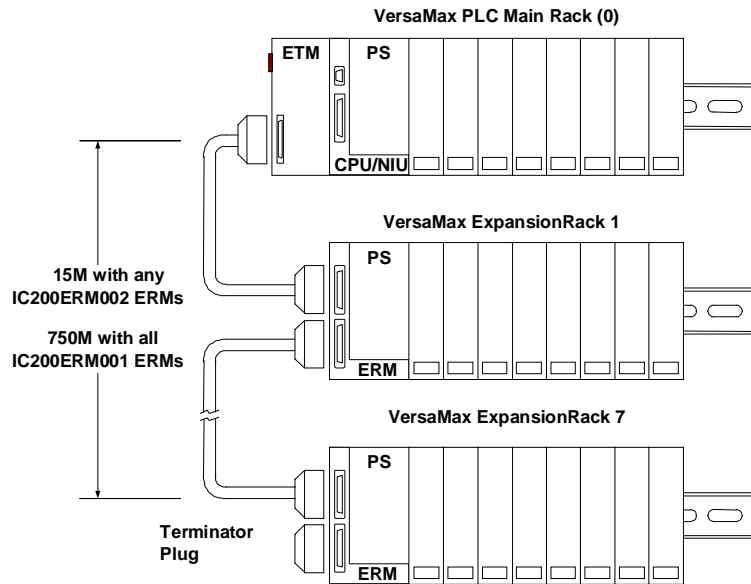 VersaMax PLC Main Rack (0)
ETM
PS
CPU/NIU
VersaMax ExpansionRack 1
PS
15M with any
IC200ERM002 ERMs
750M with all
IC200ERM001 ERMs
ERM
VersaMax ExpansionRack 7
PS
Terminator
Plug
ERM